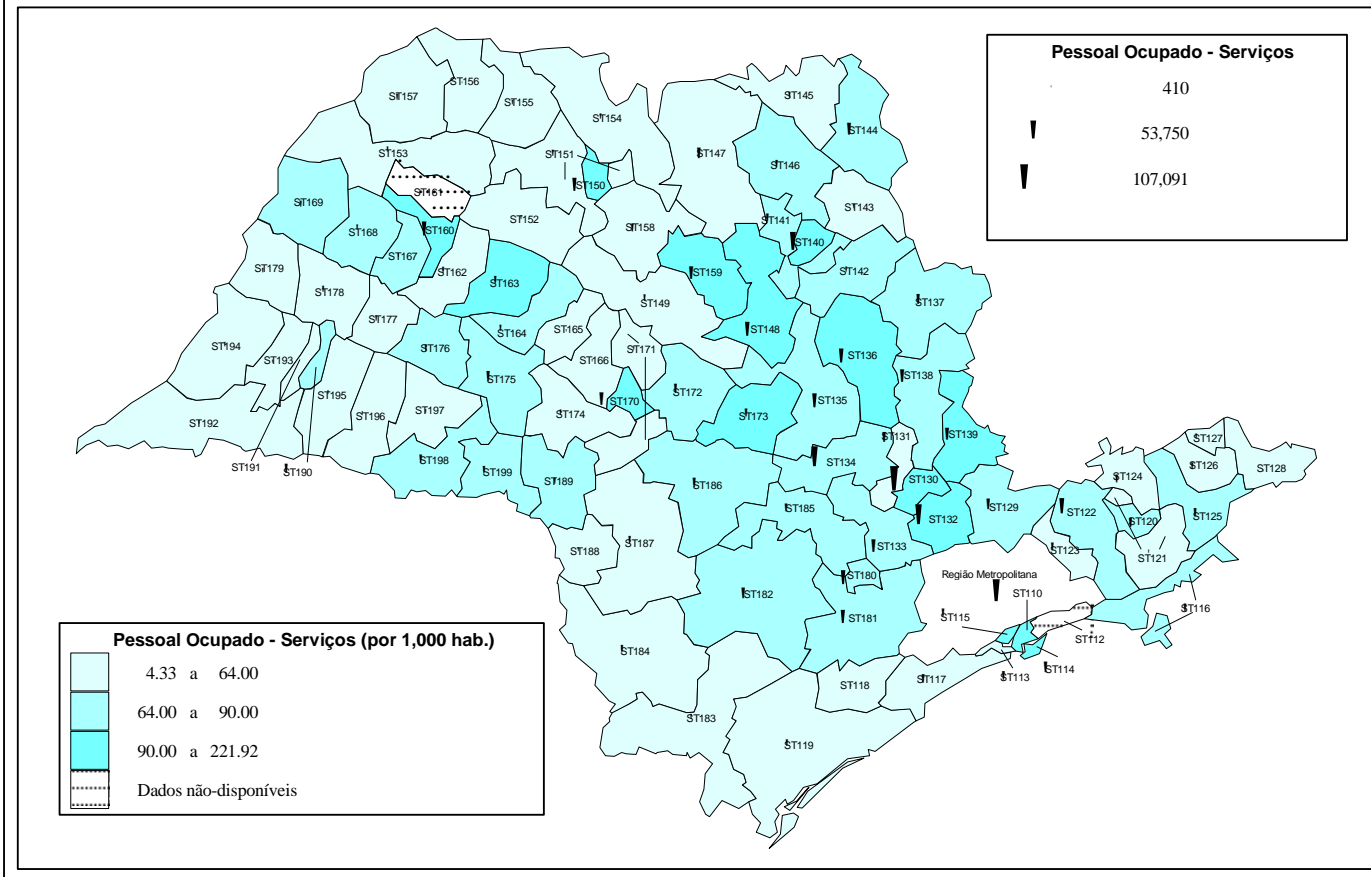 Pessoal Ocupado - Serviços
410
53,750
107,091
ST156
ST157
ST155
ST145
ST154
ST144
ST153
ST151
ST147
ST146
ST150
ST161
ST143
ST169
ST152
ST141
ST168
ST160
ST158
ST140
ST167
ST179
ST162
ST159
ST142
ST163
ST178
ST149
ST137
ST177
ST164
ST165
ST148
ST194
ST193
ST176
ST166
ST171
ST136
ST175
ST138
ST195
ST172
ST170
ST135
ST192
ST196
ST197
ST174
ST173
ST131
ST139
ST127
ST191
ST190
ST198
ST199
ST134
ST126
ST128
ST124
ST189
ST186
ST130
ST185
ST132
ST129
ST122
ST120
ST125
ST188
ST187
ST133
ST123
ST121
Região Metropolitana
ST180
ST182
ST110
ST116
ST181
ST115
ST112
ST184
ST113
ST114
ST118
ST117
ST183
ST119
Pessoal Ocupado - Serviços (por 1,000 hab.)
4.33 a 64.00
64.00 a 90.00
90.00 a 221.92
Dados não-disponíveis